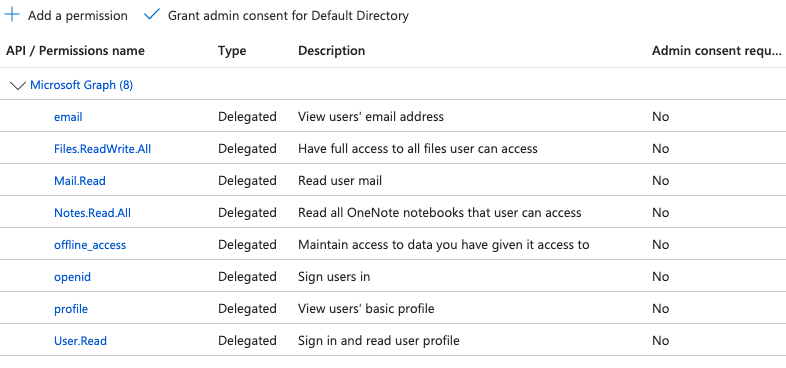 Add a permission Grant admin consent for Default Directory
API / Permissions name Type Description Admin consent requ...
Microsoft Graph (8)
email Delegated View users' email address No
Files.ReadWrite.All Delegated Have full access to all files user can access No
Mail.Read Delegated Read user mail No
Notes.Read.All Delegated Read all OneNote notebooks that user can access No
offline_access Delegated Maintain access to data you have given it access to No
openid Delegated Sign users in No
profile Delegated View users' basic profile No
User.Read Delegated Sign in and read user profile No